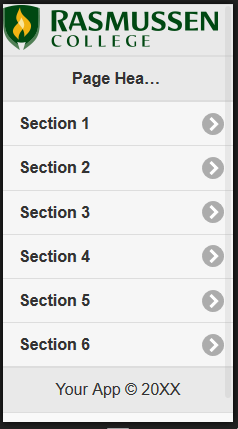 RASMUSSEN
COLLEGE
Page Hea...
Section 1
Section 2
Section 3
Section 4
Section 5
Section 6
Your App © 20XX